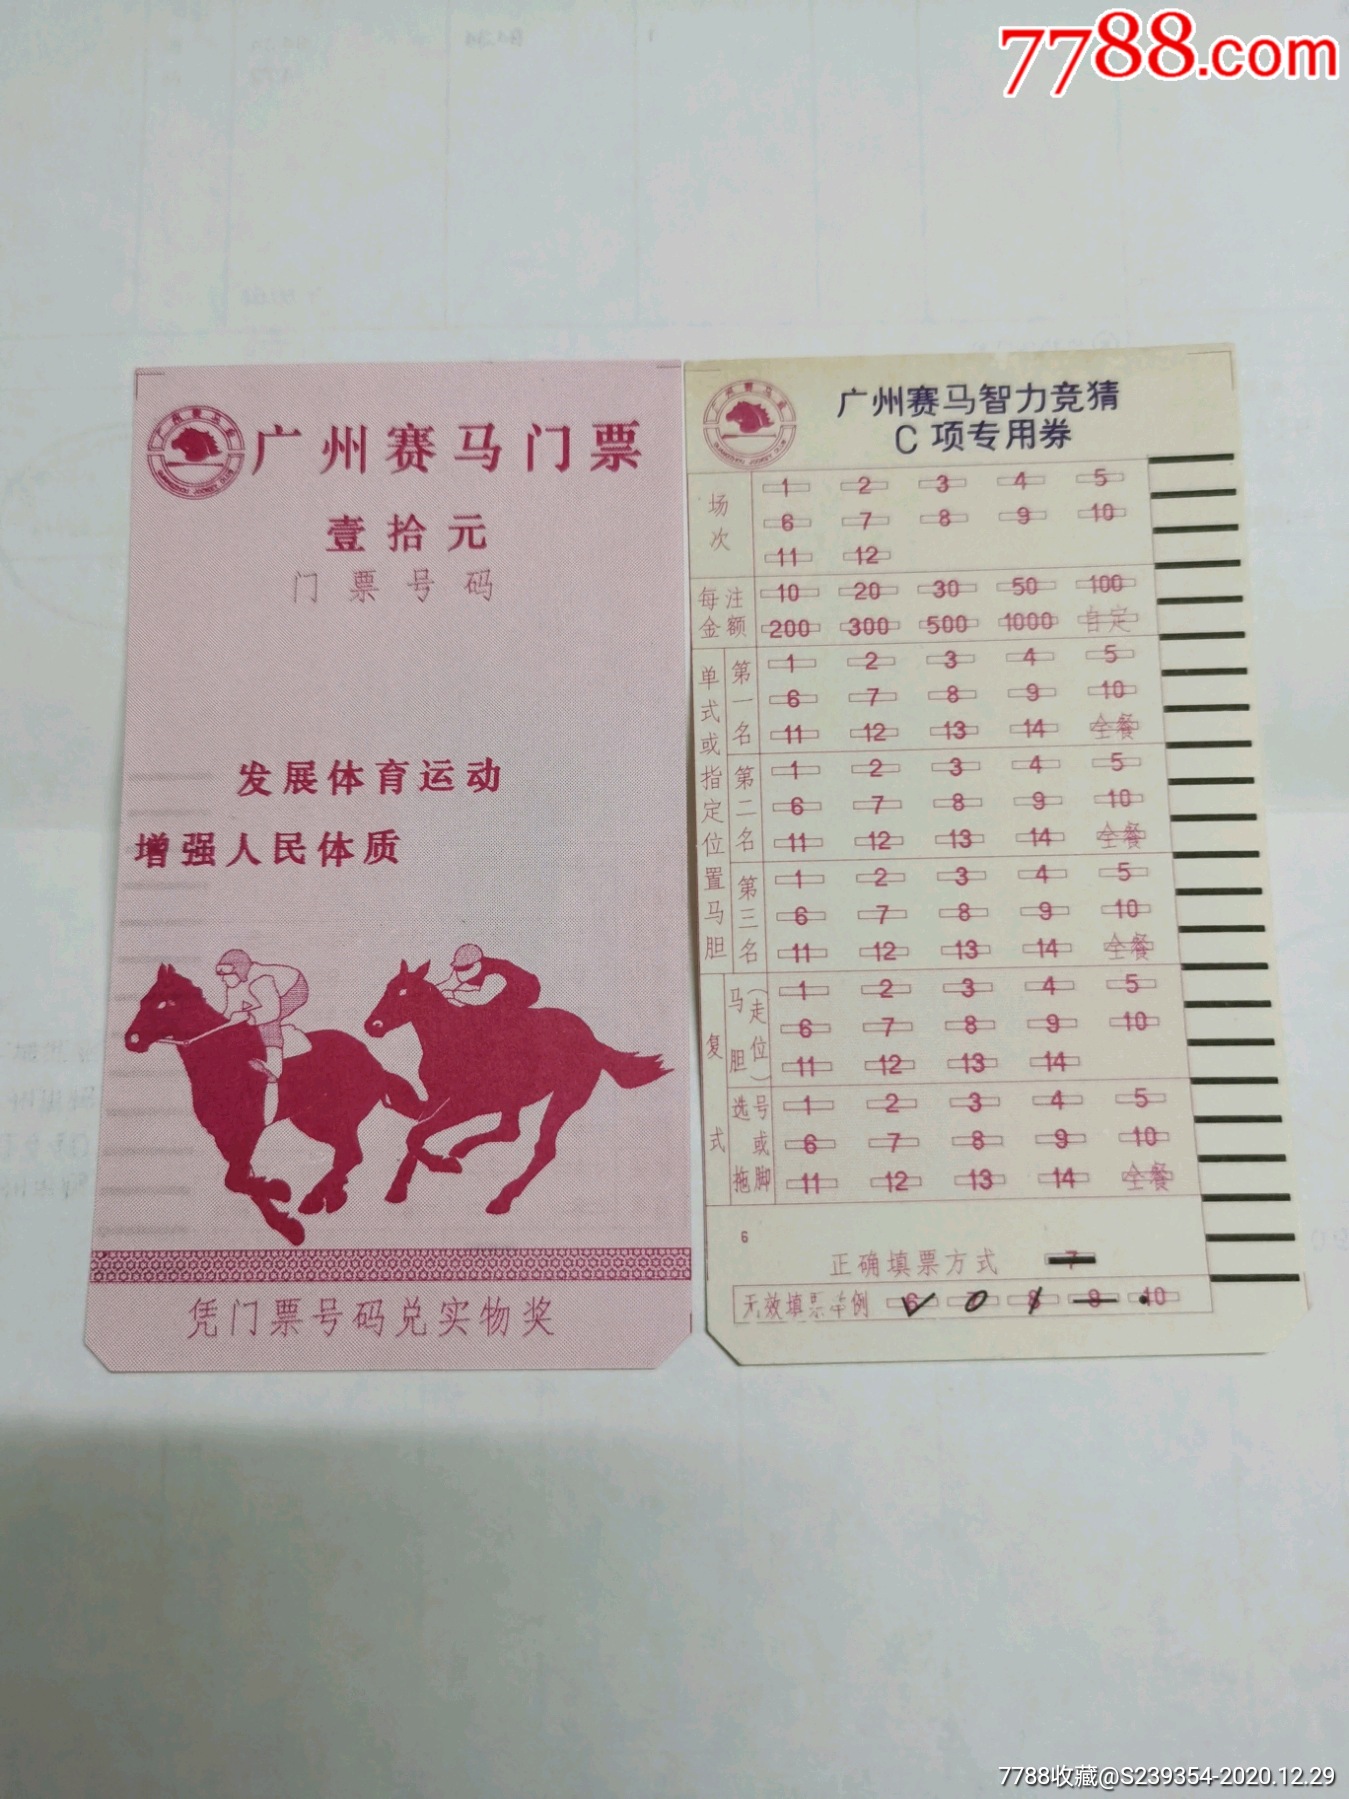 7788.com
广州赛马门票
壹拾元
门票号码
发展体育运动
增强人民体质
凭门票号码兑实物奖
广州赛马智力竞猜
C 项专用券
场次
1 2 3 4 5
6 7 8 9 10
11 12
每注金额
10 20 30 50 100
200 300 500 1000 自定
单式或指定位置马胆
第一名
1 2 3 4 5
6 7 8 9 10
11 12 13 14 全餐
第二名
1 2 3 4 5
6 7 8 9 10
11 12 13 14 全餐
第三名
1 2 3 4 5
6 7 8 9 10
11 12 13 14 全餐
复式
马胆(走位)
1 2 3 4 5
6 7 8 9 10
11 12 13 14
选号或拖脚
1 2 3 4 5
6 7 8 9 10
11 12 13 14 全餐
6
正确填票方式 7
无效填票举例 6 8 9 10
7788收藏@S239354-2020.12.29